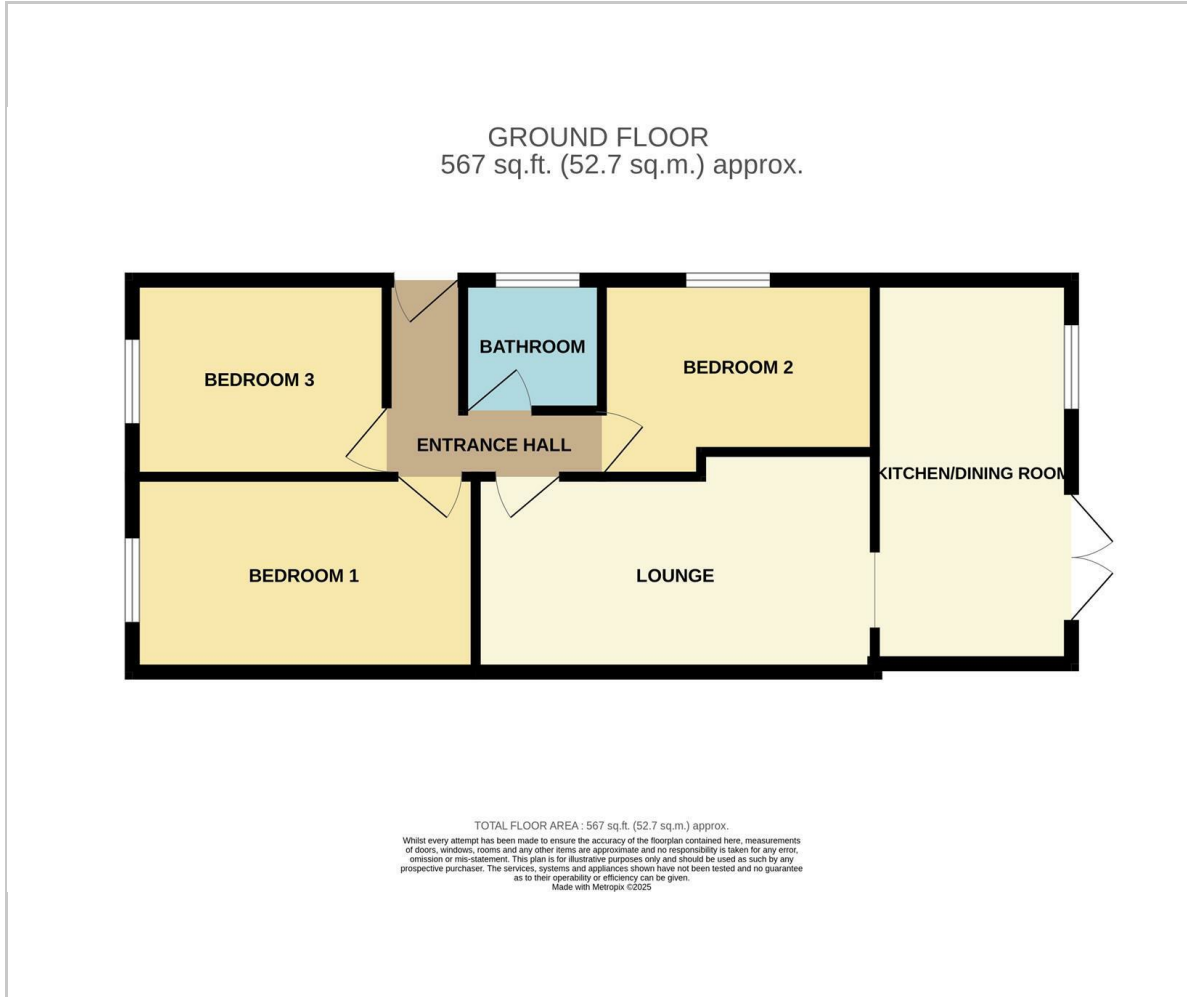 GROUND FLOOR
567 sq.ft. (52.7 sq.m.) approx.
BATHROOM
BEDROOM 2
BEDROOM 3
ENTRANCE HALL
KITCHEN/DINING ROOM
BEDROOM 1
LOUNGE
TOTAL FLOOR AREA : 567 sq.ft. (52.7 sq.m.) approx.
Whilst every attempt has been made to ensure the accuracy of the floorplan contained here, measurements
of doors, windows, rooms and any other items are approximate and no responsibility is taken for any error,
omission or mis-statement. This plan is for illustrative purposes only and should be used as such by any
prospective purchaser. The services, systems and appliances shown have not been tested and no guarantee
as to their operability or efficiency can be given.
Made with Metropix ©2025